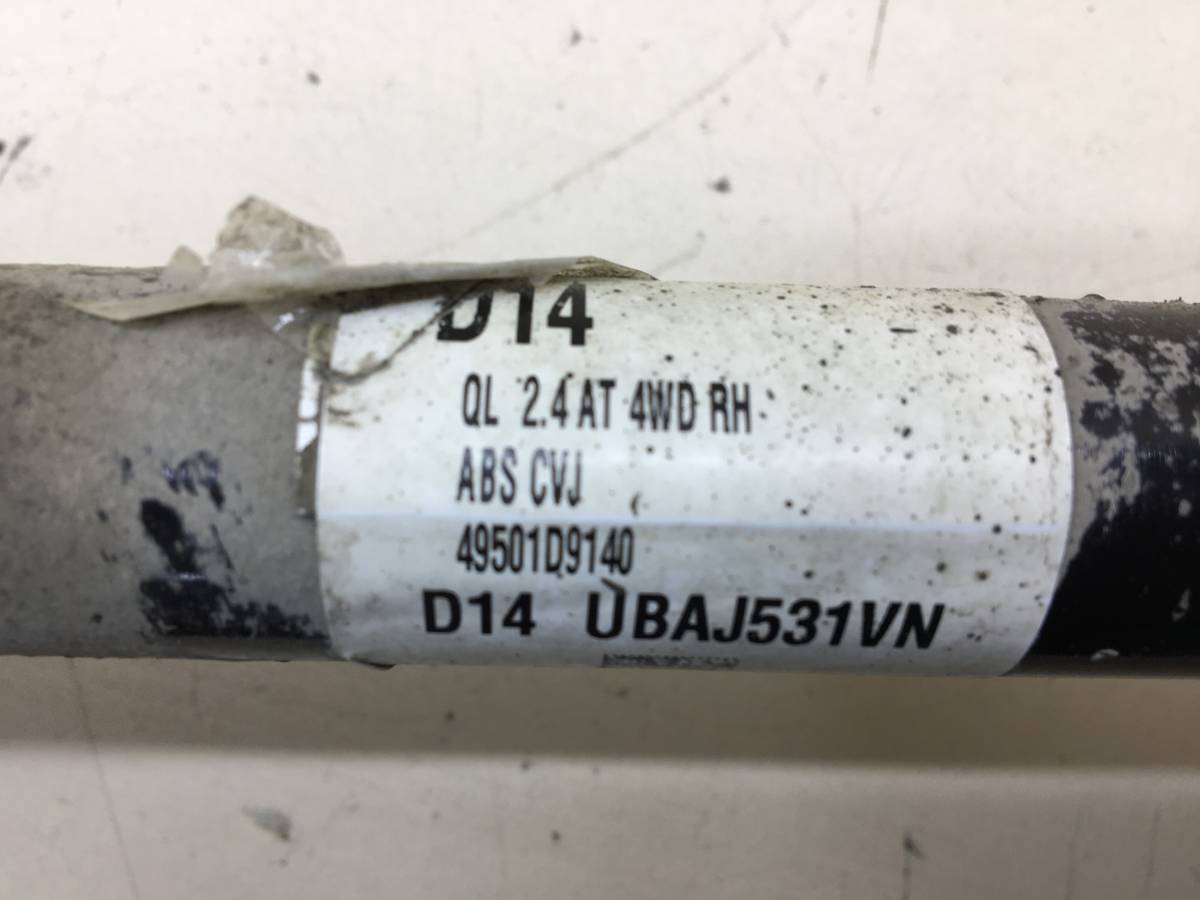 D14
QL 2.4 AT 4WD RH
ABS CVJ
49501D9140
D14 UBAJ531VN